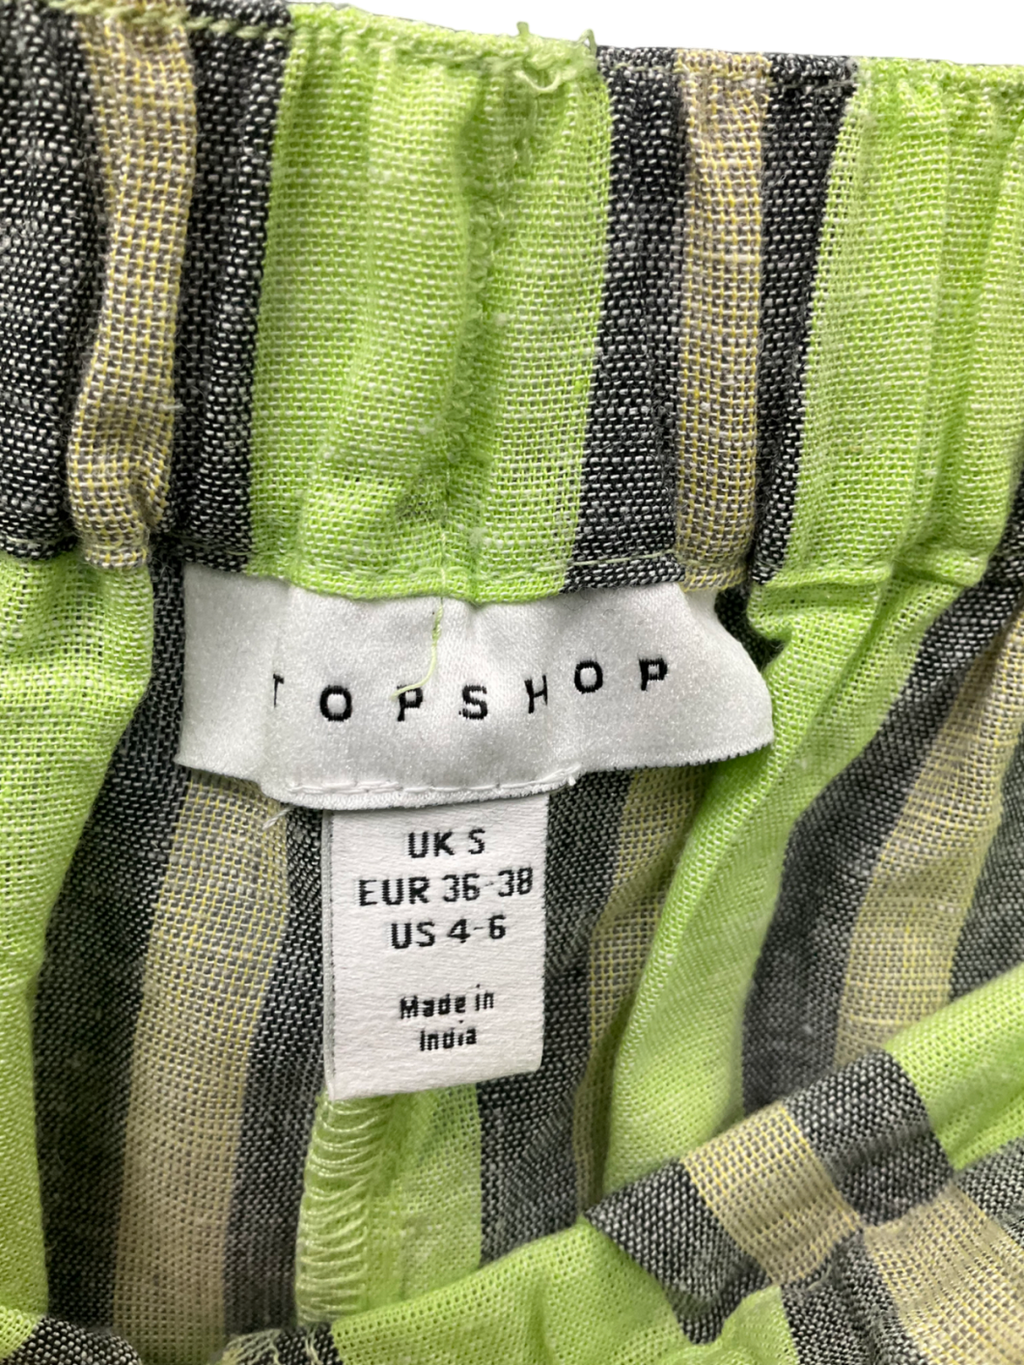 TOPSHOP
UK S
EUR 36-38
US 4-6
Made in
India